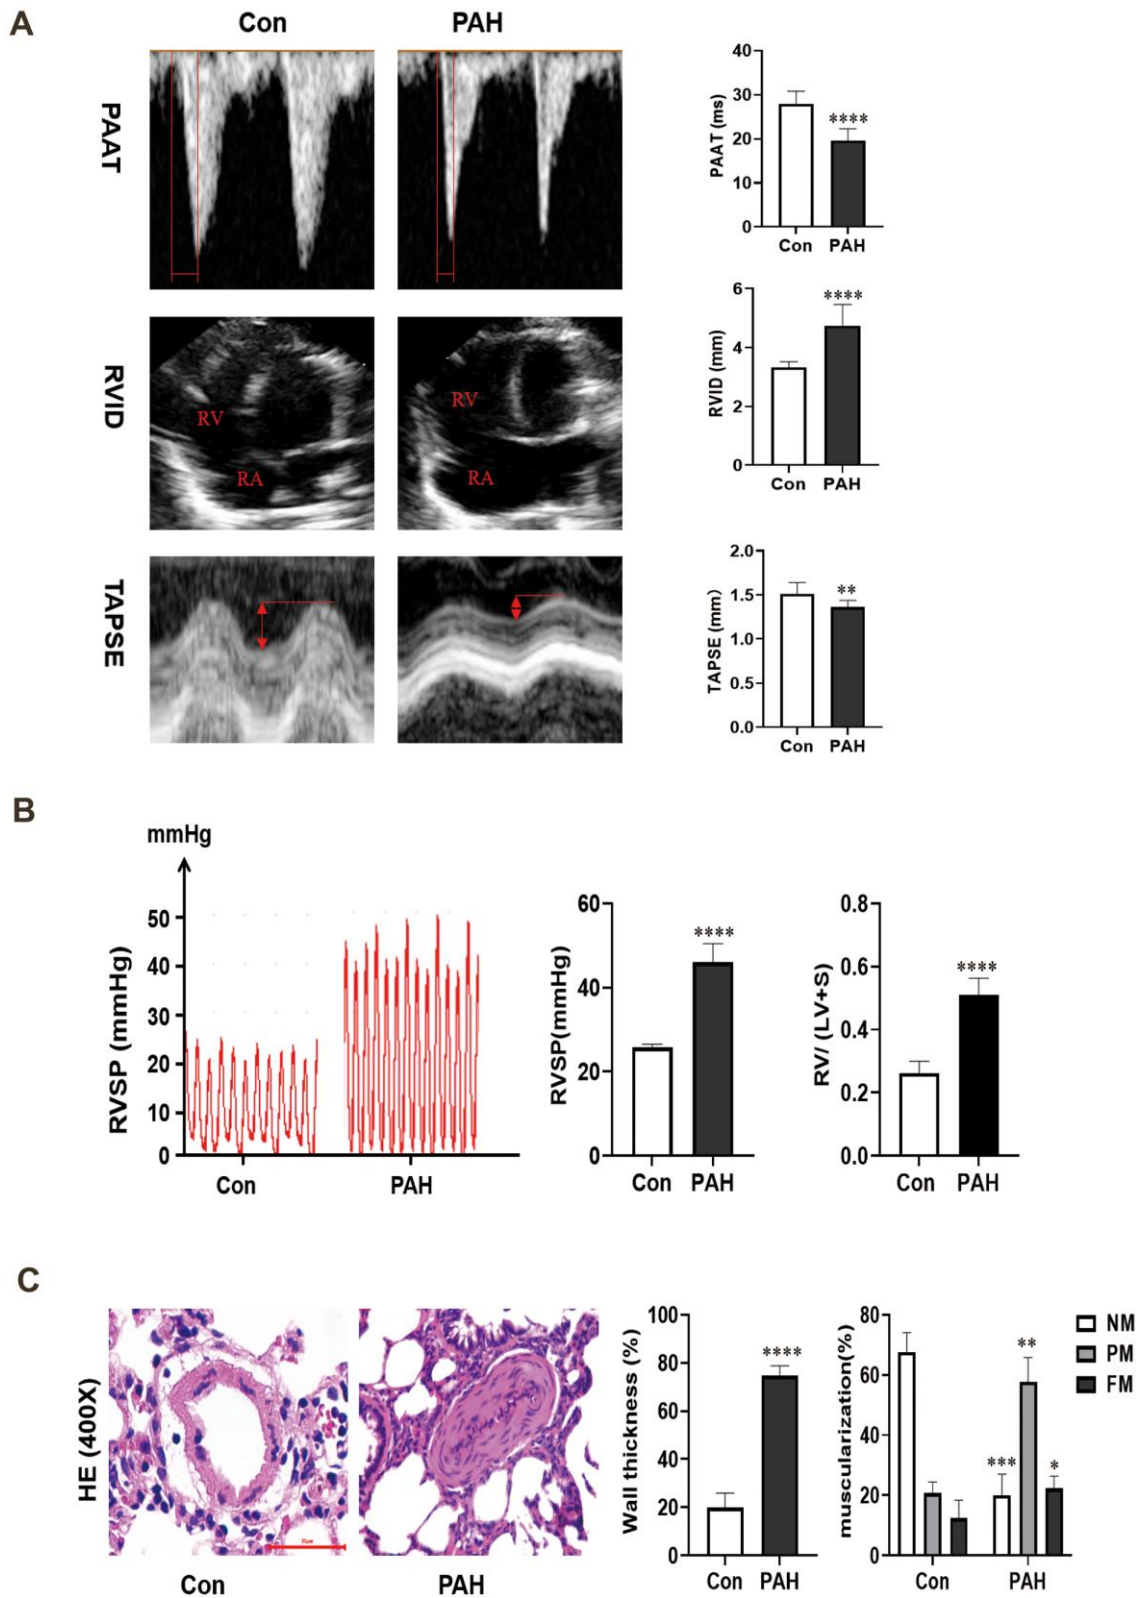 A
Con PAH
PAAT
PAAT (ms)
40
30
20
10
0
****
Con PAH
RVID
RV
RA
RV
RA
RVID (mm)
6
4
2
0
****
Con PAH
TAPSE
TAPSE (mm)
2.0
1.5
1.0
0.5
0.0
**
Con PAH
B
mmHg
RVSP (mmHg)
50
40
30
20
10
0
Con PAH
RVSP(mmHg)
60
40
20
0
****
Con PAH
RV/ (LV+S)
0.8
0.6
0.4
0.2
0.0
****
Con PAH
C
HE (400X)
Con PAH
Wall thickness (%)
100
80
60
40
20
0
****
Con PAH
muscularization(%)
80
60
40
20
0
***
**
*
Con PAH
NM
PM
FM